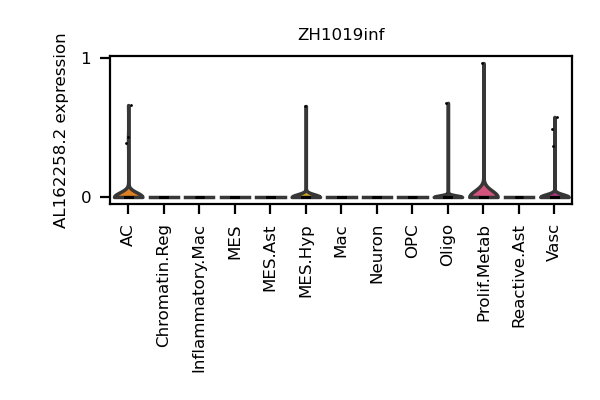 ZH1019inf
AL162258.2 expression
1
0
AC
Chromatin.Reg
Inflammatory.Mac
MES
MES.Ast
MES.Hyp
Mac
Neuron
OPC
Oligo
Prolif.Metab
Reactive.Ast
Vasc